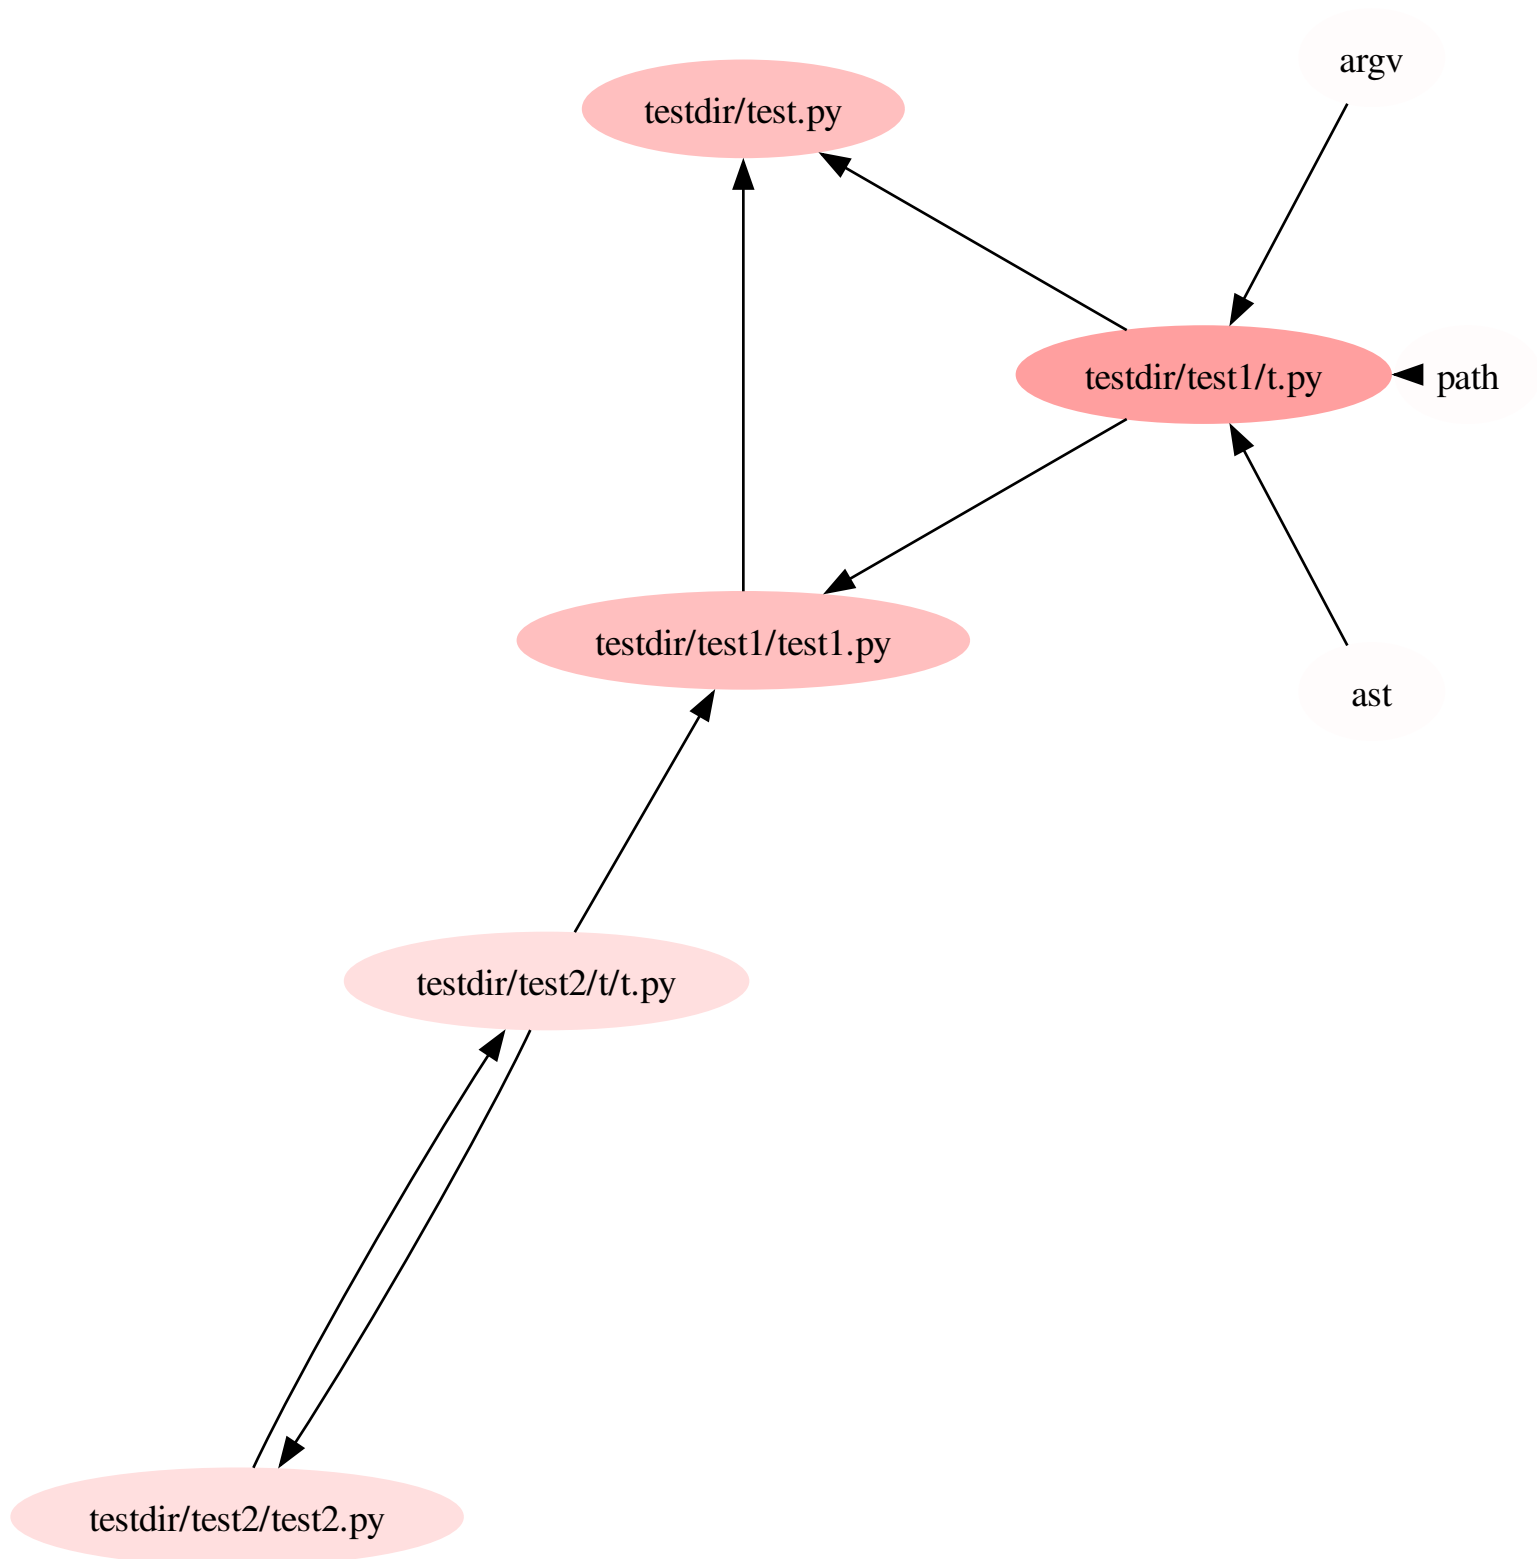 argv
testdir/test.py
testdir/test1/t.py
path
testdir/test1/test1.py
ast
testdir/test2/t/t.py
testdir/test2/test2.py